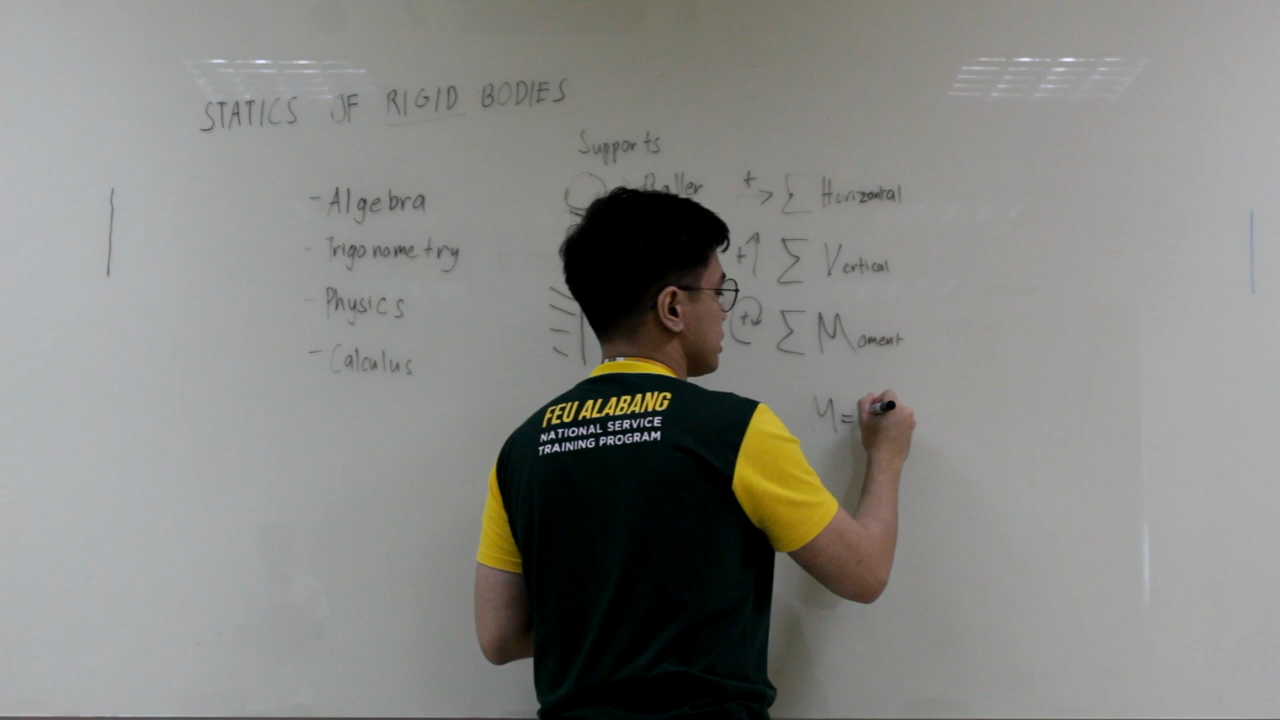 STATICS OF RIGID BODIES
Supports
- Algebra
- Trigonometry
- Physics
- Calculus
Roller
+ → Σ Horizontal
+↑ Σ Vertical
+ Σ Moment
M=
FEU ALABANG
NATIONAL SERVICE
TRAINING PROGRAM